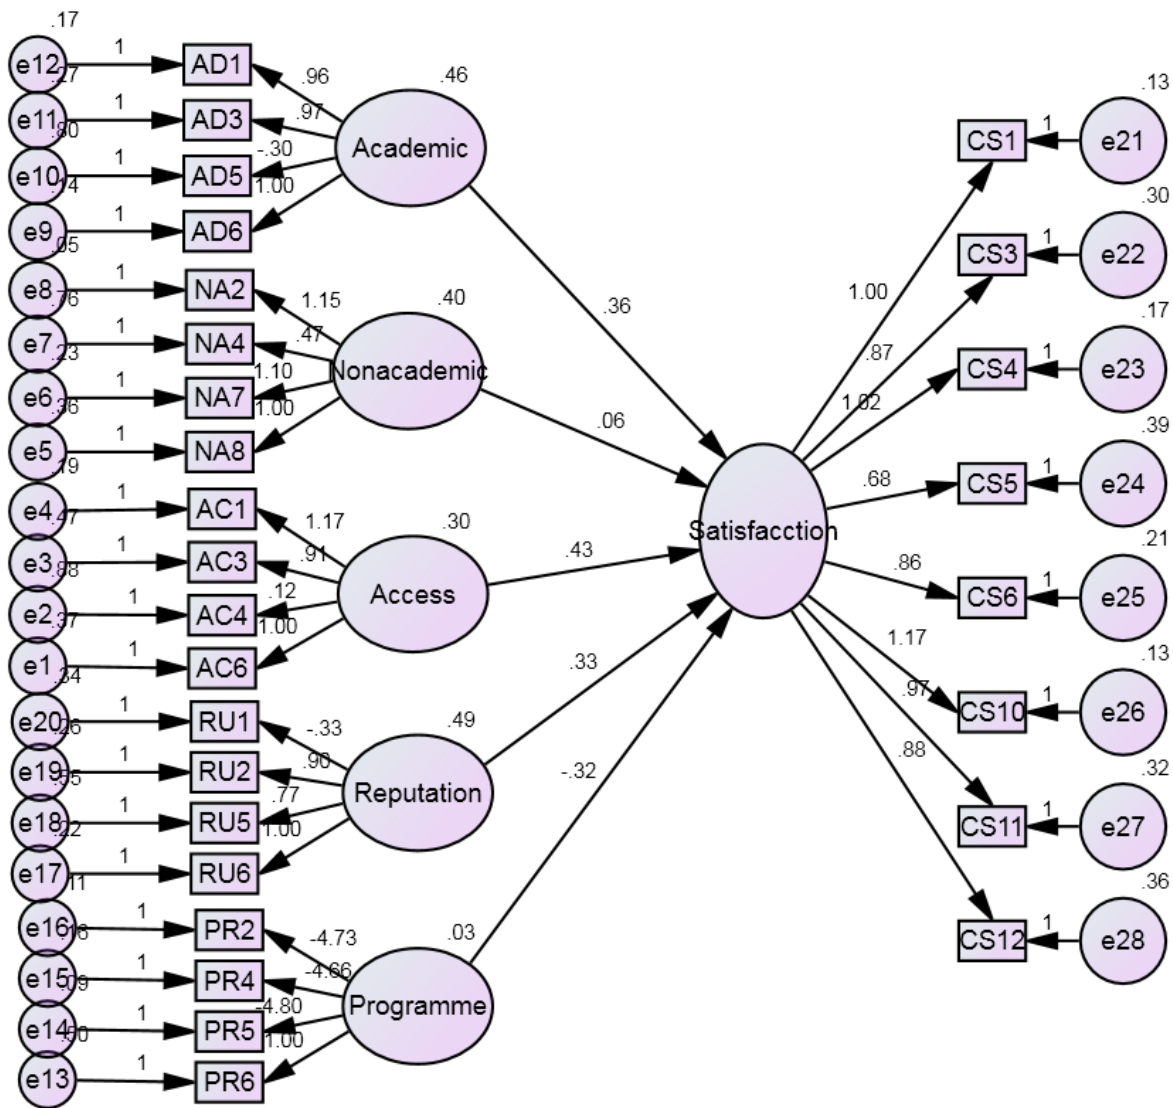 .17
e12 1 AD1 .96 .46
.27
e11 1 AD3 .97
.80
e10 1 AD5 -.30 Academic
.14
e9 1 AD6 1.00
.05
e8 1 NA2 1.15 .40
.76
e7 1 NA4 .47
.23
e6 1 NA7 1.10 Nonacademic
.36
e5 1 NA8 1.00
.19
e4 1 AC1 1.17 .30
.47
e3 1 AC3 .91
.88
e2 1 AC4 .12 Access
.37
e1 1 AC6 1.00
.34
e20 1 RU1 -.33 .49
.26
e19 1 RU2 .90
.55
e18 1 RU5 .77 Reputation
.22
e17 1 RU6 1.00
.11
e16 1 PR2 -4.73 .03
.16
e15 1 PR4 -4.66
.09
e14 1 PR5 -4.80 Programme
.50
e13 1 PR6 1.00
.36
.06
.43
.33
-.32
Satisfacction
1.00 CS1 1 e21 .13
.87 CS3 1 e22 .30
1.02 CS4 1 e23 .17
.68 CS5 1 e24 .39
.86 CS6 1 e25 .21
1.17 CS10 1 e26 .13
.97 CS11 1 e27 .32
.88 CS12 1 e28 .36